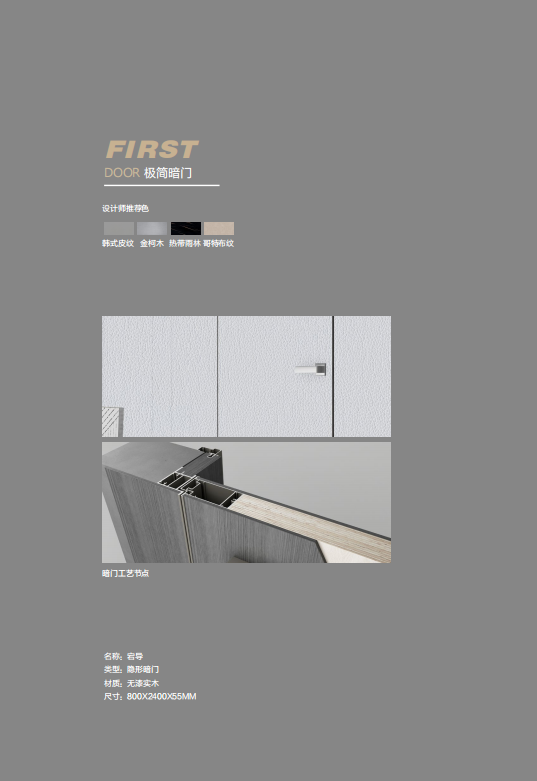 FIRST
DOOR 极简暗门
设计师推荐色
韩式皮纹 金柯木 热带雨林 哥特布纹
暗门工艺节点
名称：宕导
类型：隐形暗门
材质：无漆实木
尺寸：800X2400X55MM